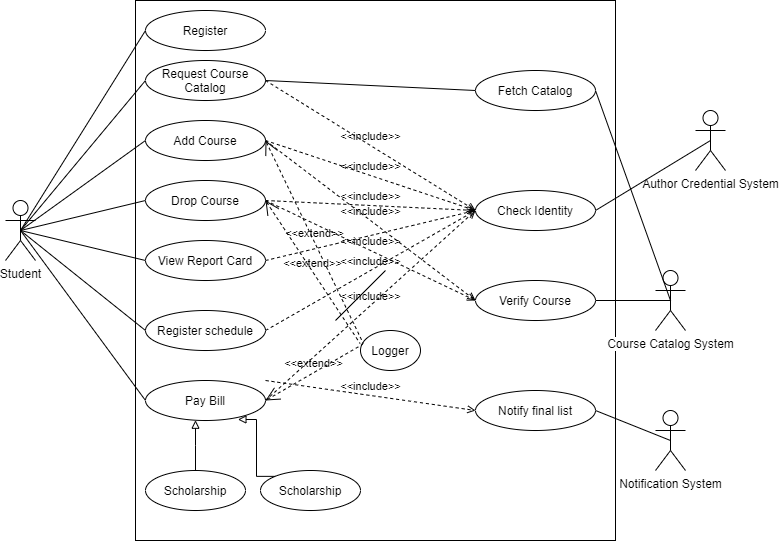 Register
Request Course
Catalog
Fetch Catalog
<<include>>
Add Course
<<include>>
Author Credential System
Drop Course
<<include>>
<<include>>
Check Identity
<<extend>>
<<include>>
View Report Card
<<extend>>
<<include>>
Student
<<include>>
Verify Course
Register schedule
Course Catalog System
Logger
<<extend>>
<<include>>
Pay Bill
Notify final list
Scholarship
Scholarship
Notification System